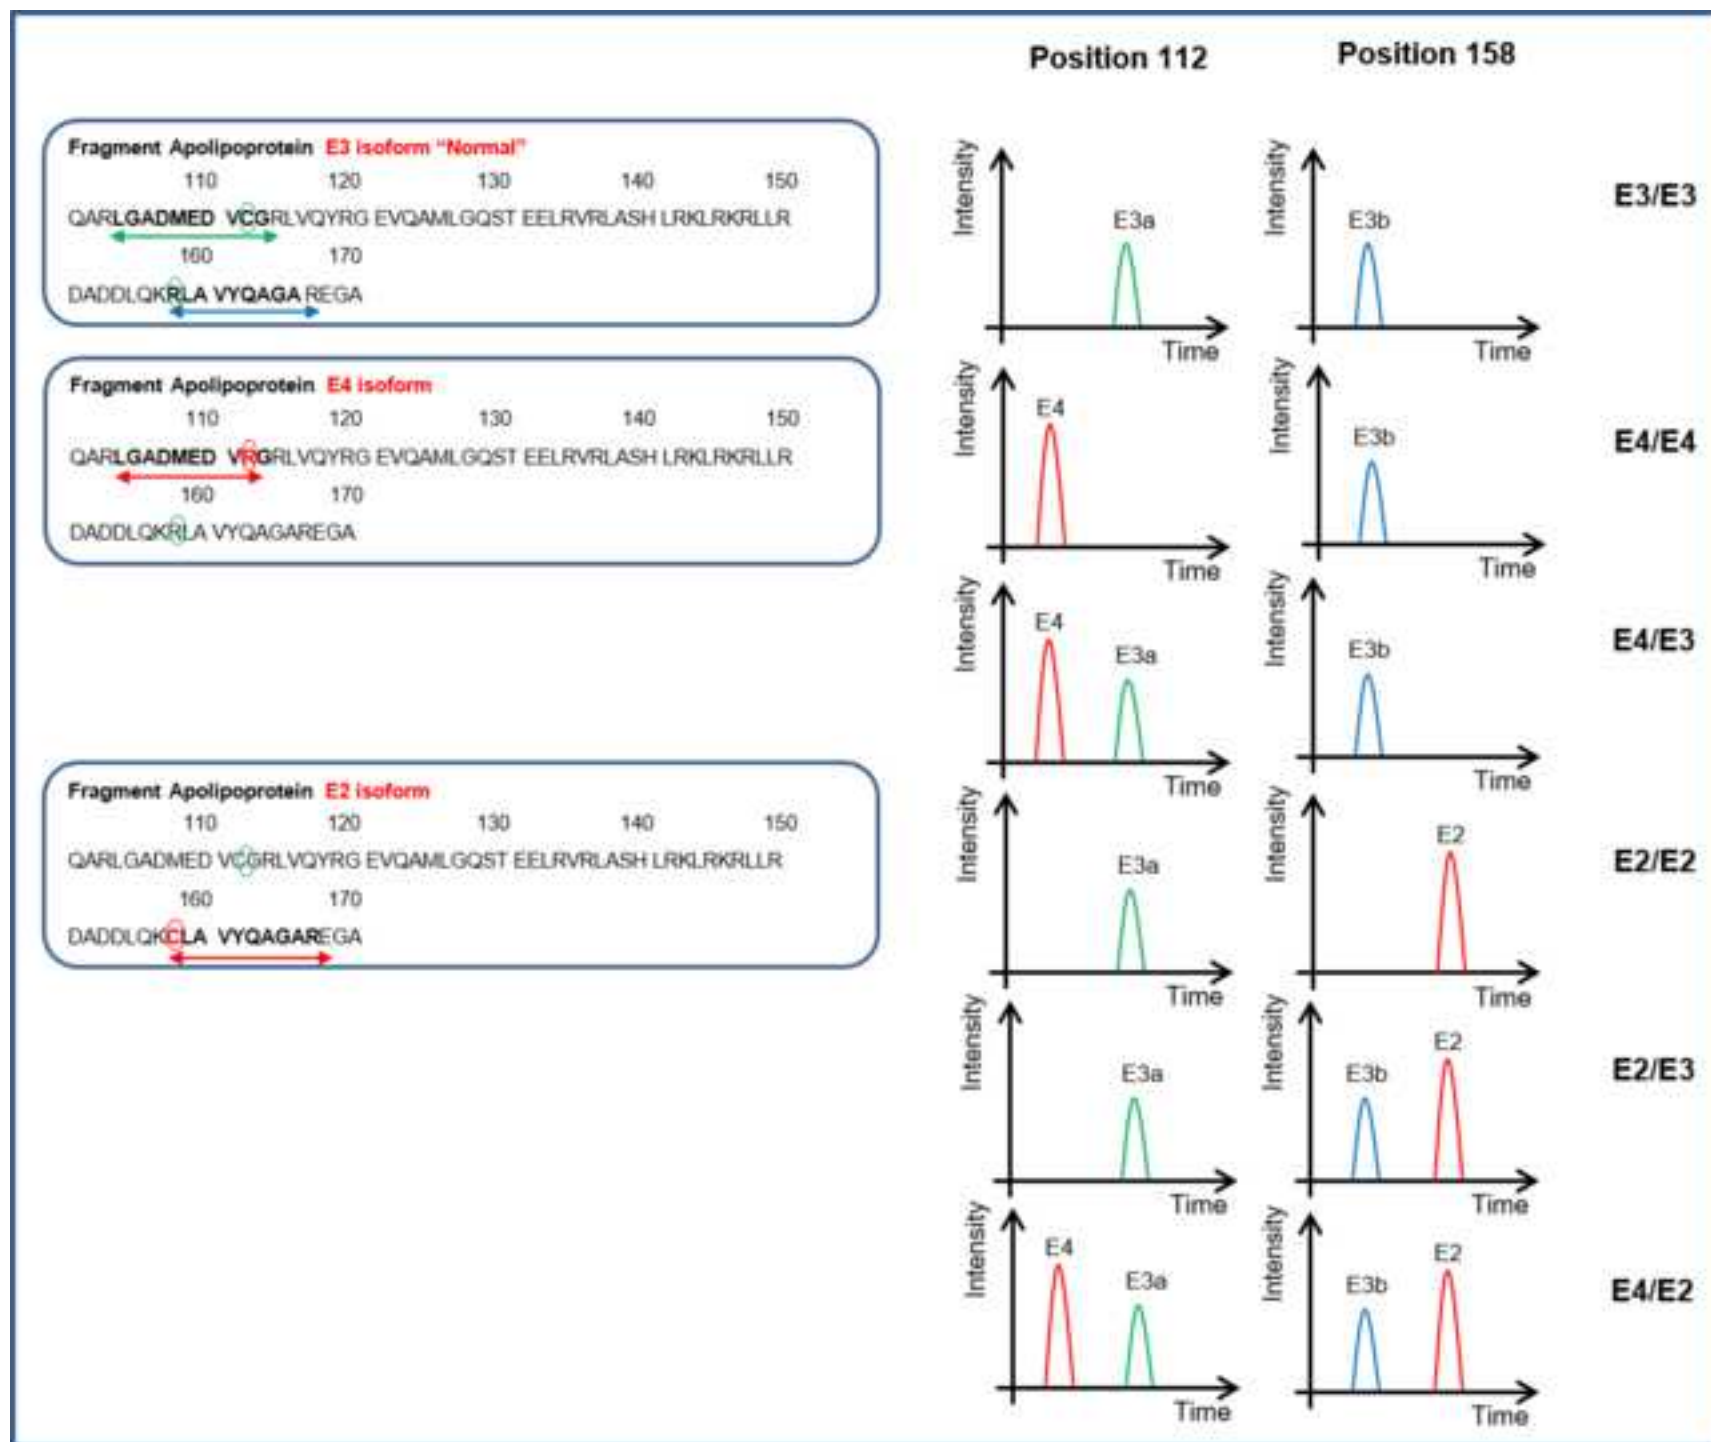 Position 112 Position 158
Fragment Apolipoprotein E3 isoform “Normal”
110 120 130 140 150
QARLGADMED VCGRLVQYRG EVQAMLGQST EELRVRLASH LRKLRKRLLR
160 170
DADDLQKRLA VYQAGA REGA
Intensity E3a Time
Intensity E3b Time
E3/E3
Fragment Apolipoprotein E4 isoform
110 120 130 140 150
QARLGADMED VRGRLVQYRG EVQAMLGQST EELRVRLASH LRKLRKRLLR
160 170
DADDLQKRLA VYQAGAREGA
Intensity E4 Time
Intensity E3b Time
E4/E4
Intensity E4 E3a Time
Intensity E3b Time
E4/E3
Fragment Apolipoprotein E2 isoform
110 120 130 140 150
QARLGADMED VCGRLVQYRG EVQAMLGQST EELRVRLASH LRKLRKRLLR
160 170
DADDLQKCLA VYQAGAREGA
Intensity E3a Time
Intensity E2 Time
E2/E2
Intensity E3a Time
Intensity E3b E2 Time
E2/E3
Intensity E4 E3a Time
Intensity E3b E2 Time
E4/E2